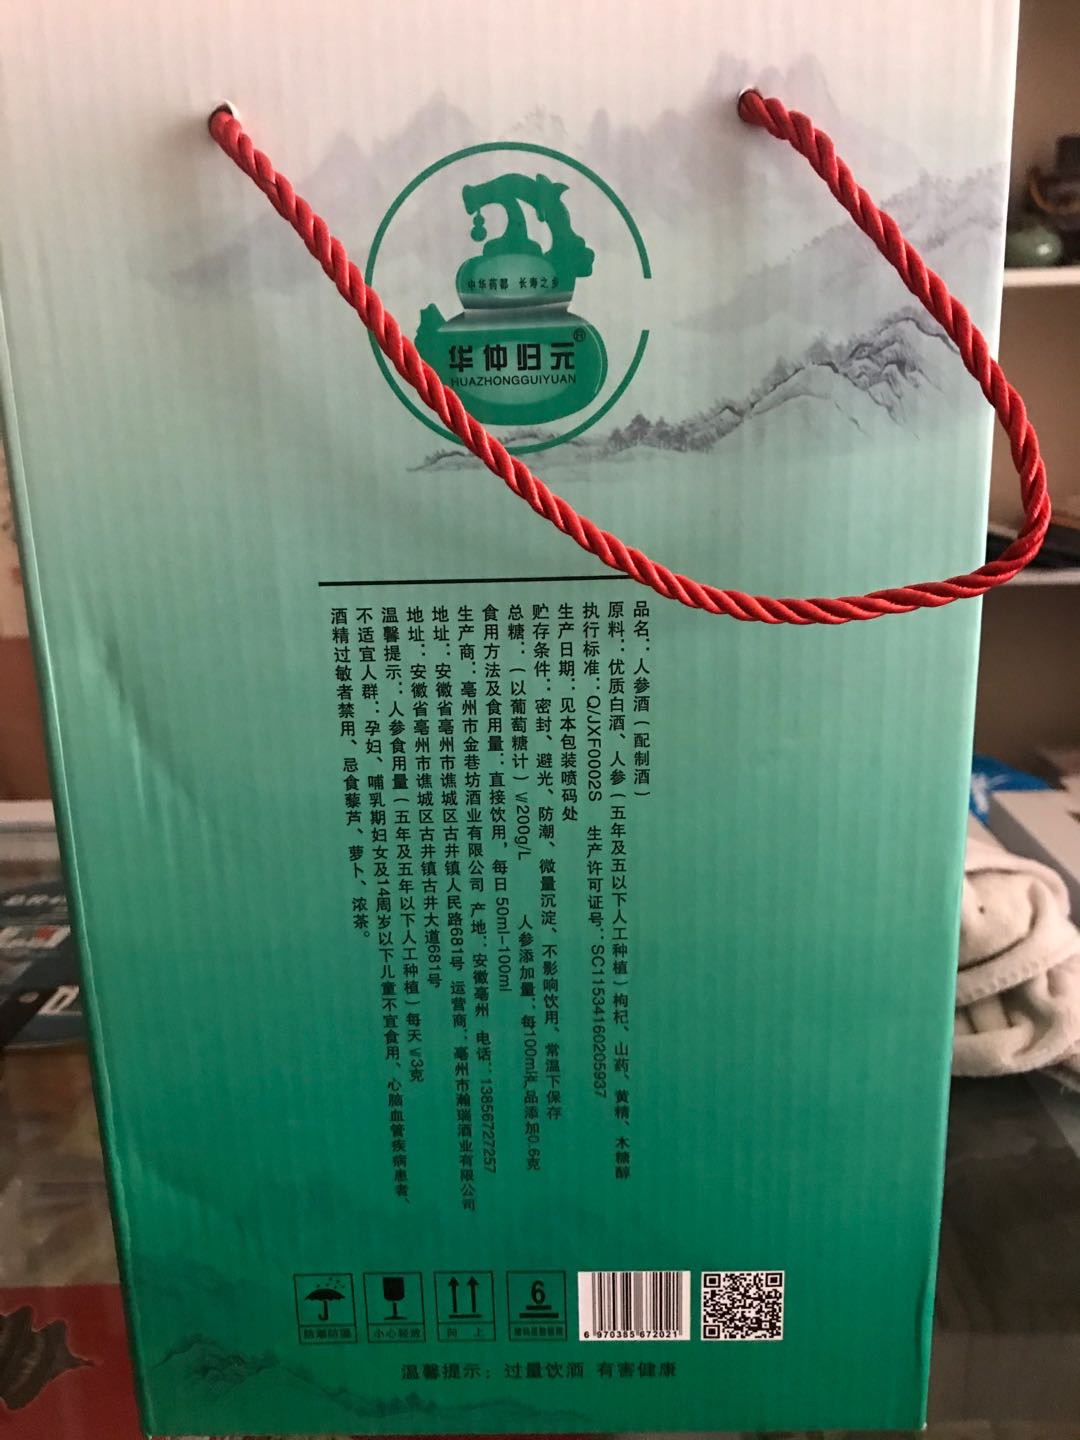 中华药都 长寿之乡
华仲归元®
HUAZHONGGUIYUAN
品名：人参酒（配制酒）
原料：优质白酒、人参（五年及五以下人工种植）枸杞、山药、黄精、木糖醇
执行标准：Q/JXF0002S 生产许可证号：SC11534160205937
生产日期：见本包装喷码处
贮存条件：密封、避光、防潮、微量沉淀、不影响饮用、常温下保存
总糖：（以葡萄糖计）≤200g/L 人参添加量：每100ml产品添加0.6克
食用方法及食用量：直接饮用，每日50ml-100ml
生产商：亳州市金巷坊酒业有限公司 产地：安徽亳州 电话：13856727257
地址：安徽省亳州市谯城区古井镇人民路681号 运营商：亳州市瀚瑞酒业有限公司
地址：安徽省亳州市谯城区古井镇古井大道681号
温馨提示：人参食用量（五年及五年以下人工种植）每天≤3克
不适宜人群：孕妇、哺乳期妇女及14周岁以下儿童不宜食用、心脑血管疾病患者、
酒精过敏者禁用、忌食藜芦、萝卜、浓茶。
防潮防湿
小心轻放
向上
6
6 970385 672021
温馨提示：过量饮酒 有害健康